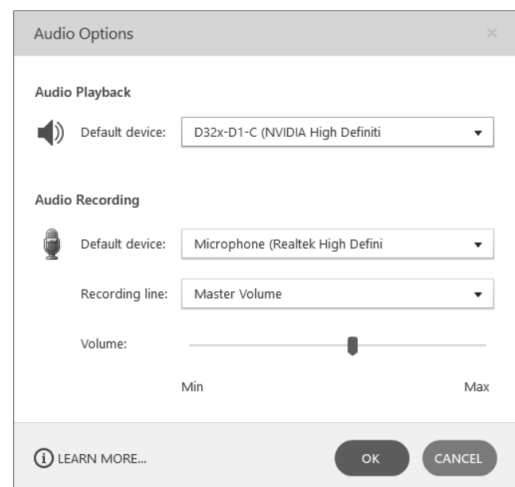 Audio Options
Audio Playback
Default device: D32x-D1-C (NVIDIA High Definiti
Audio Recording
Default device: Microphone (Realtek High Defini
Recording line: Master Volume
Volume:
Min Max
LEARN MORE... OK CANCEL